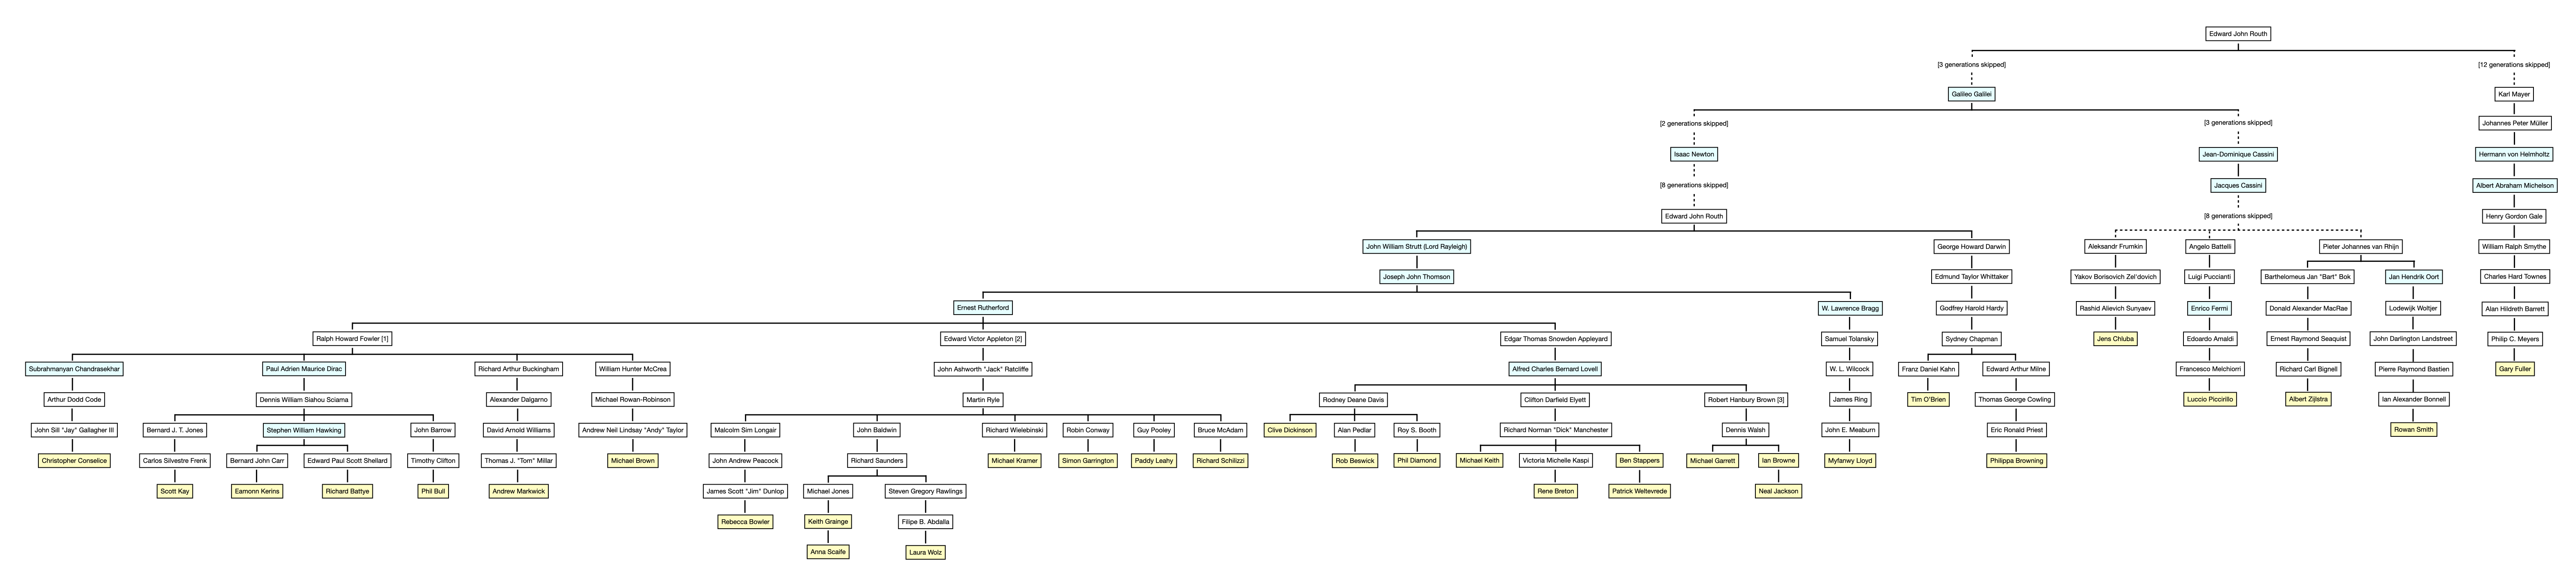 Edward John Routh
[3 generations skipped]
[12 generations skipped]
Galileo Galilei
Karl Mayer
[2 generations skipped]
[3 generations skipped]
Johannes Peter Müller
Isaac Newton
Jean-Dominique Cassini
Hermann von Helmholtz
[8 generations skipped]
Jacques Cassini
Albert Abraham Michelson
Edward John Routh
[8 generations skipped]
Henry Gordon Gale
John William Strutt (Lord Rayleigh)
George Howard Darwin
Aleksandr Frumkin
Angelo Battelli
Pieter Johannes van Rhijn
William Ralph Smythe
Joseph John Thomson
Edmund Taylor Whittaker
Yakov Borisovich Zel'dovich
Luigi Puccianti
Bartholomeus Jan "Bart" Bok
Jan Hendrik Oort
Charles Hard Townes
Ernest Rutherford
W. Lawrence Bragg
Godfrey Harold Hardy
Rashid Alievich Sunyaev
Enrico Fermi
Donald Alexander MacRae
Lodewijk Woltjer
Alan Hildreth Barrett
Ralph Howard Fowler [1]
Edward Victor Appleton [2]
Edgar Thomas Snowden Appleyard
Samuel Tolansky
Sydney Chapman
Jens Chluba
Edoardo Amaldi
Ernest Raymond Seaquist
John Darlington Landstreet
Philip C. Meyers
Subrahmanyan Chandrasekhar
Paul Adrien Maurice Dirac
Richard Arthur Buckingham
William Hunter McCrea
John Ashworth "Jack" Ratcliffe
Alfred Charles Bernard Lovell
W. L. Wilcock
Franz Daniel Kahn
Edward Arthur Milne
Francesco Melchiorri
Richard Carl Bignell
Pierre Raymond Bastien
Gary Fuller
Arthur Dodd Code
Dennis William Siahou Sciama
Alexander Dalgarno
Michael Rowan-Robinson
Martin Ryle
Rodney Deane Davis
Clifton Darfield Elyett
Robert Hanbury Brown [3]
James Ring
Tim O'Brien
Thomas George Cowling
Luccio Piccirillo
Albert Zijlstra
Ian Alexander Bonnell
John Sill "Jay" Gallagher III
Bernard J. T. Jones
Stephen William Hawking
John Barrow
David Arnold Williams
Andrew Neil Lindsay "Andy" Taylor
Malcolm Sim Longair
John Baldwin
Richard Wielebinski
Robin Conway
Guy Pooley
Bruce McAdam
Clive Dickinson
Alan Pedlar
Roy S. Booth
Richard Norman "Dick" Manchester
Dennis Walsh
John E. Meaburn
Eric Ronald Priest
Rowan Smith
Christopher Conselice
Carlos Silvestre Frenk
Bernard John Carr
Edward Paul Scott Shellard
Timothy Clifton
Thomas J. "Tom" Millar
Michael Brown
John Andrew Peacock
Richard Saunders
Michael Kramer
Simon Garrington
Paddy Leahy
Richard Schilizzi
Rob Beswick
Phil Diamond
Michael Keith
Victoria Michelle Kaspi
Ben Stappers
Michael Garrett
Ian Browne
Myfanwy Lloyd
Philippa Browning
Scott Kay
Eamonn Kerins
Richard Battye
Phil Bull
Andrew Markwick
James Scott "Jim" Dunlop
Michael Jones
Steven Gregory Rawlings
Rene Breton
Patrick Weltevrede
Neal Jackson
Rebecca Bowler
Keith Grainge
Filipe B. Abdalla
Anna Scaife
Laura Wolz